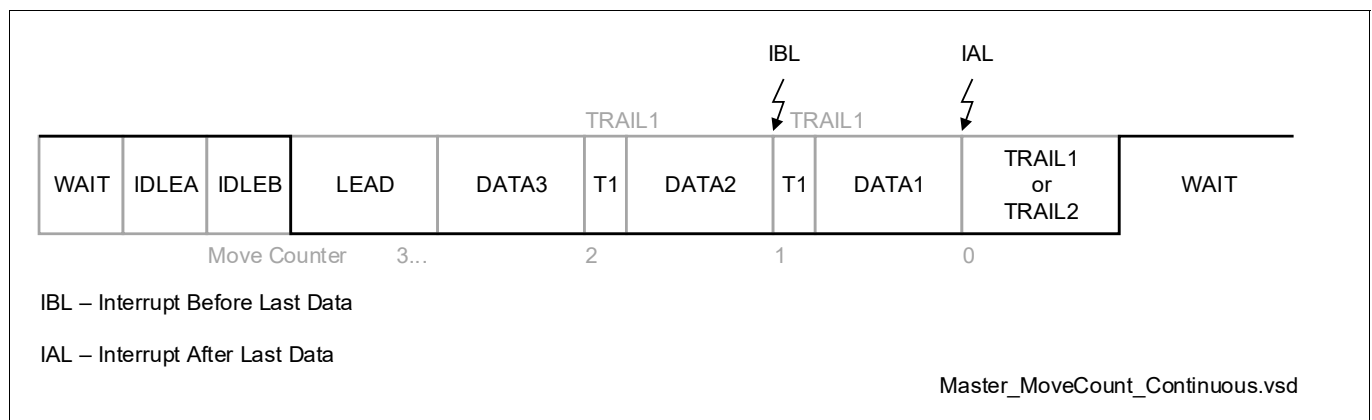 IBL IAL
TRAIL1 TRAIL1
WAIT IDLEA IDLEB LEAD DATA3 T1 DATA2 T1 DATA1 TRAIL1 or TRAIL2 WAIT
Move Counter 3... 2 1 0
IBL – Interrupt Before Last Data
IAL – Interrupt After Last Data
Master_MoveCount_Continuous.vsd